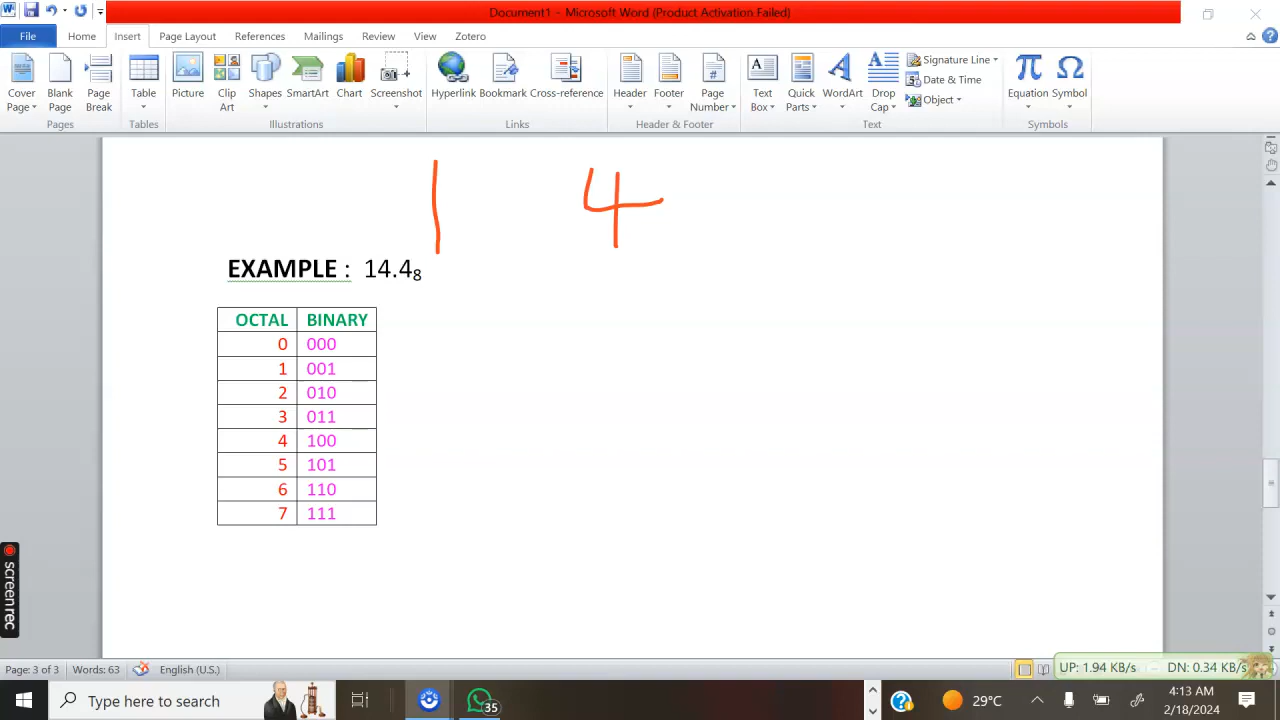 Document1 - Microsoft Word (Product Activation Failed)
File Home Insert Page Layout References Mailings Review View Zotero
Cover Page Blank Page Page Break Table Picture Clip Art Shapes SmartArt Chart Screenshot Hyperlink Bookmark Cross-reference Header Footer Page Number Text Box Quick Parts WordArt Drop Cap Signature Line Date & Time Object Equation Symbol
Pages Tables Illustrations Links Header & Footer Text Symbols
1 4
EXAMPLE : 14.4₈
OCTAL BINARY
0 000
1 001
2 010
3 011
4 100
5 101
6 110
7 111
screen rec
Page: 3 of 3 Words: 63 English (U.S.) UP: 1.94 KB/s - DN: 0.34 KB/s
Type here to search 35 29°C 4:13 AM
2/18/2024